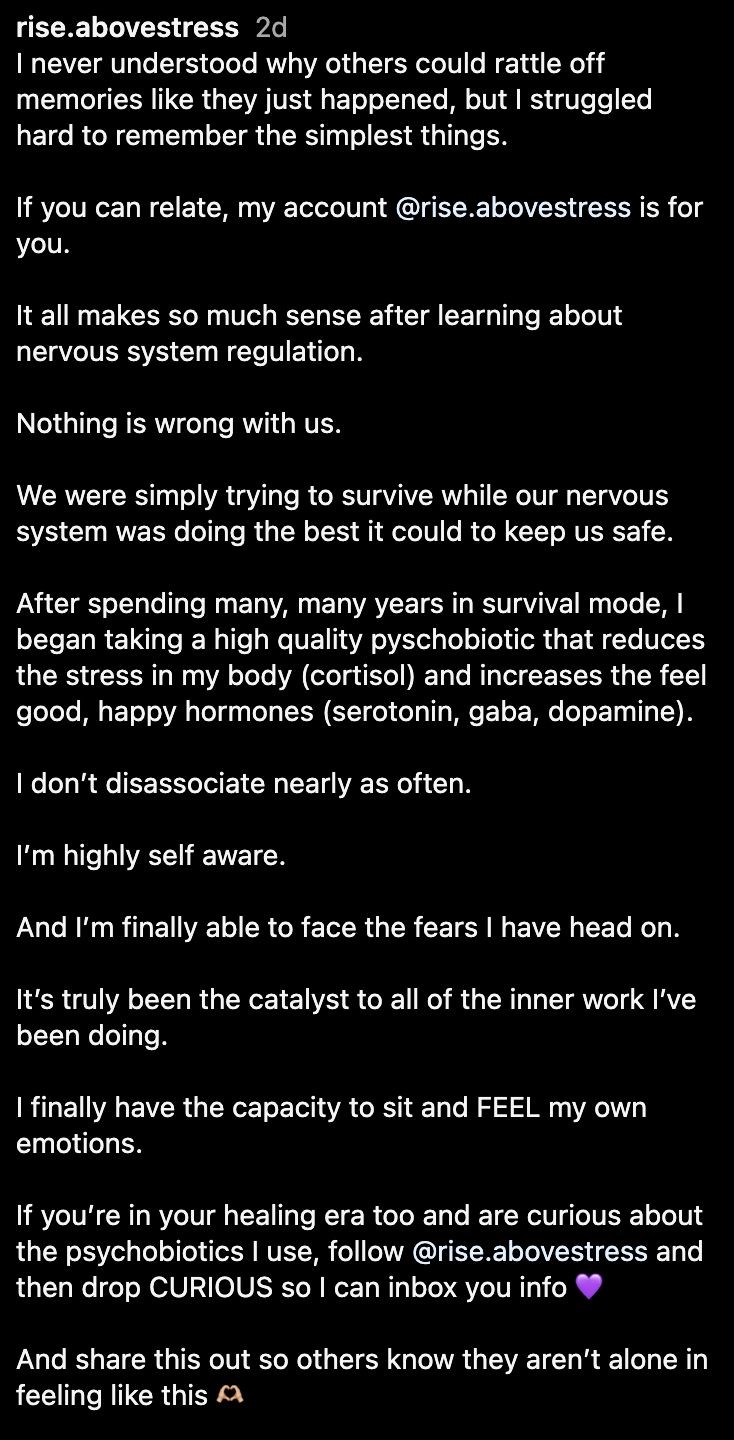 rise.abovestress 2d
I never understood why others could rattle off
memories like they just happened, but I struggled
hard to remember the simplest things.
If you can relate, my account @rise.abovestress is for
you.
It all makes so much sense after learning about
nervous system regulation.
Nothing is wrong with us.
We were simply trying to survive while our nervous
system was doing the best it could to keep us safe.
After spending many, many years in survival mode, I
began taking a high quality pyschobiotic that reduces
the stress in my body (cortisol) and increases the feel
good, happy hormones (serotonin, gaba, dopamine).
I don’t disassociate nearly as often.
I’m highly self aware.
And I’m finally able to face the fears I have head on.
It’s truly been the catalyst to all of the inner work I’ve
been doing.
I finally have the capacity to sit and FEEL my own
emotions.
If you’re in your healing era too and are curious about
the psychobiotics I use, follow @rise.abovestress and
then drop CURIOUS so I can inbox you info 💜
And share this out so others know they aren’t alone in
feeling like this 🫶🏼